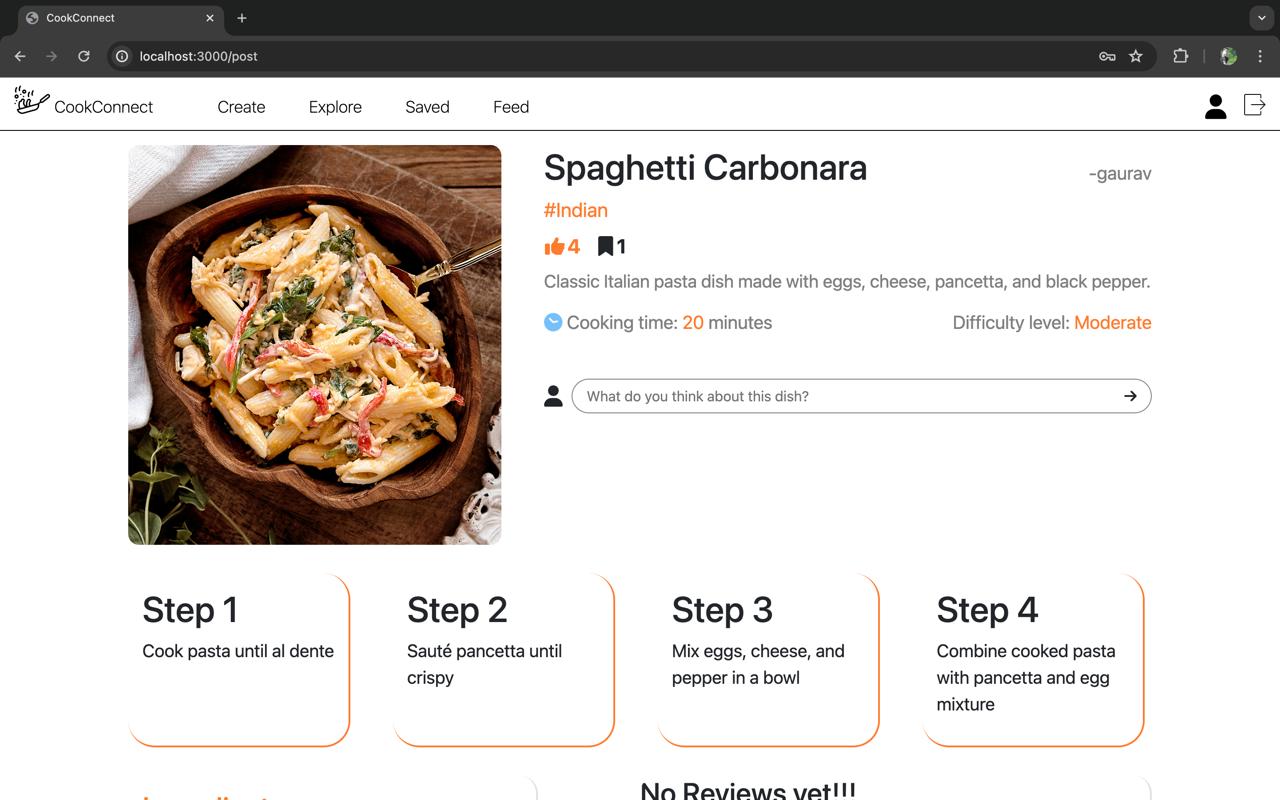 CookConnect
localhost:3000/post
CookConnect
Create
Explore
Saved
Feed
Spaghetti Carbonara
-gaurav
#Indian
4
1
Classic Italian pasta dish made with eggs, cheese, pancetta, and black pepper.
Cooking time: 20 minutes
Difficulty level: Moderate
What do you think about this dish?
Step 1
Cook pasta until al dente
Step 2
Sauté pancetta until
crispy
Step 3
Mix eggs, cheese, and
pepper in a bowl
Step 4
Combine cooked pasta
with pancetta and egg
mixture
No Reviews yet!!!